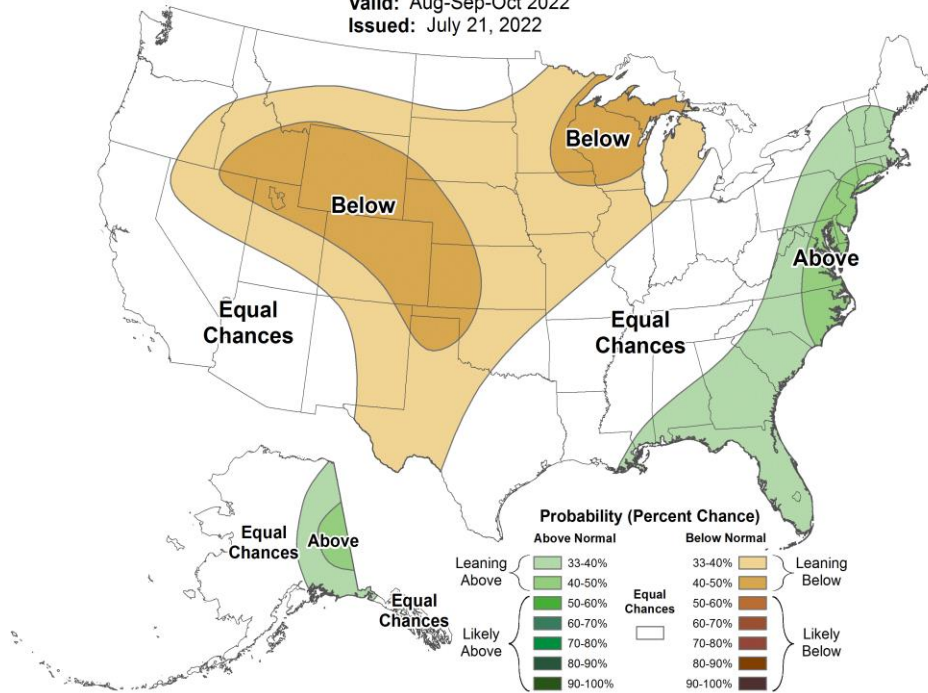 Valid: Aug-Sep-Oct 2022
Issued: July 21, 2022
Below
Below
Above
Equal
Chances
Equal
Chances
Equal
Chances
Above
Equal
Chances
Probability (Percent Chance)
Above Normal
Below Normal
Leaning
Above
33-40%
40-50%
Likely
Above
50-60%
60-70%
70-80%
80-90%
90-100%
Equal
Chances
33-40%
40-50%
Leaning
Below
50-60%
60-70%
70-80%
80-90%
90-100%
Likely
Below